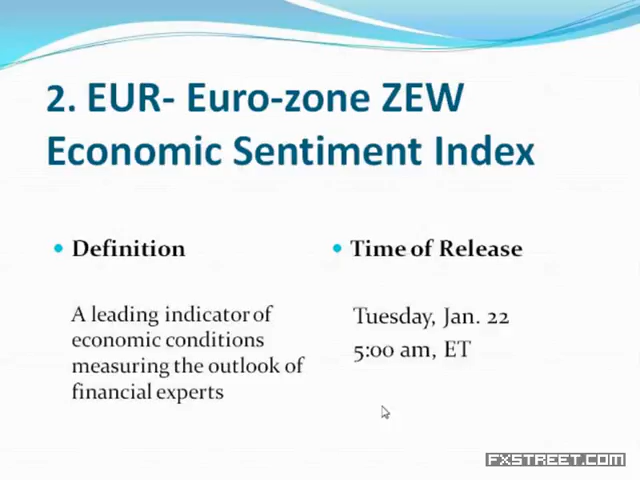 2. EUR- Euro-zone ZEW
Economic Sentiment Index
• Definition
A leading indicator of
economic conditions
measuring the outlook of
financial experts
• Time of Release
Tuesday, Jan. 22
5:00 am, ET
FXSTREET.COM